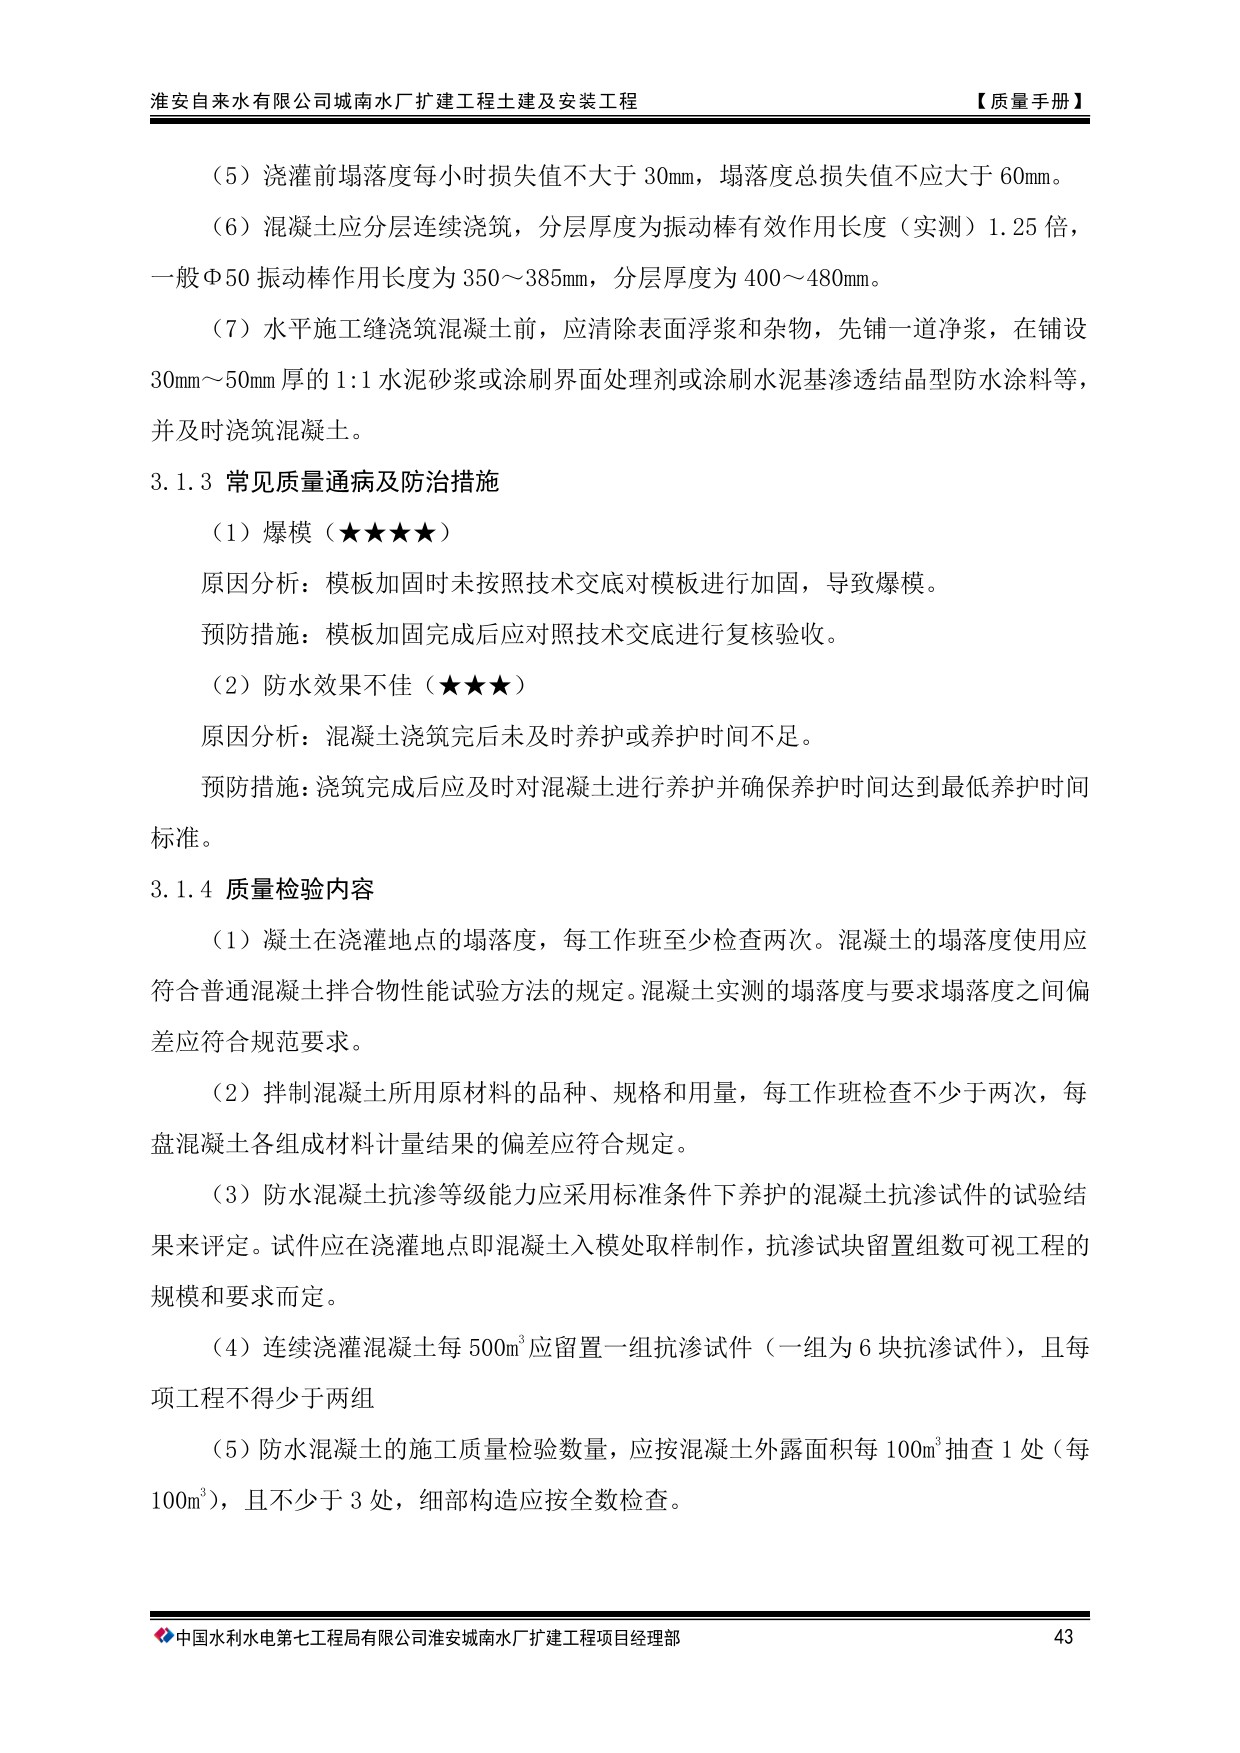 淮安自来水有限公司城南水厂扩建工程土建及安装工程 【质量手册】
（5）浇灌前塌落度每小时损失值不大于 30mm，塌落度总损失值不应大于 60mm。
（6）混凝土应分层连续浇筑，分层厚度为振动棒有效作用长度（实测）1.25 倍，
一般Φ50 振动棒作用长度为 350～385mm，分层厚度为 400～480mm。
（7）水平施工缝浇筑混凝土前，应清除表面浮浆和杂物，先铺一道净浆，在铺设
30mm～50mm 厚的 1:1 水泥砂浆或涂刷界面处理剂或涂刷水泥基渗透结晶型防水涂料等，
并及时浇筑混凝土。
3.1.3 常见质量通病及防治措施
（1）爆模（★★★★）
原因分析：模板加固时未按照技术交底对模板进行加固，导致爆模。
预防措施：模板加固完成后应对照技术交底进行复核验收。
（2）防水效果不佳（★★★）
原因分析：混凝土浇筑完后未及时养护或养护时间不足。
预防措施：浇筑完成后应及时对混凝土进行养护并确保养护时间达到最低养护时间
标准。
3.1.4 质量检验内容
（1）凝土在浇灌地点的塌落度，每工作班至少检查两次。混凝土的塌落度使用应
符合普通混凝土拌合物性能试验方法的规定。混凝土实测的塌落度与要求塌落度之间偏
差应符合规范要求。
（2）拌制混凝土所用原材料的品种、规格和用量，每工作班检查不少于两次，每
盘混凝土各组成材料计量结果的偏差应符合规定。
（3）防水混凝土抗渗等级能力应采用标准条件下养护的混凝土抗渗试件的试验结
果来评定。试件应在浇灌地点即混凝土入模处取样制作，抗渗试块留置组数可视工程的
规模和要求而定。
（4）连续浇灌混凝土每 500m³应留置一组抗渗试件（一组为 6 块抗渗试件），且每
项工程不得少于两组
（5）防水混凝土的施工质量检验数量，应按混凝土外露面积每 100m³抽查 1 处（每
100m³），且不少于 3 处，细部构造应按全数检查。
中国水利水电第七工程局有限公司淮安城南水厂扩建工程项目经理部 43